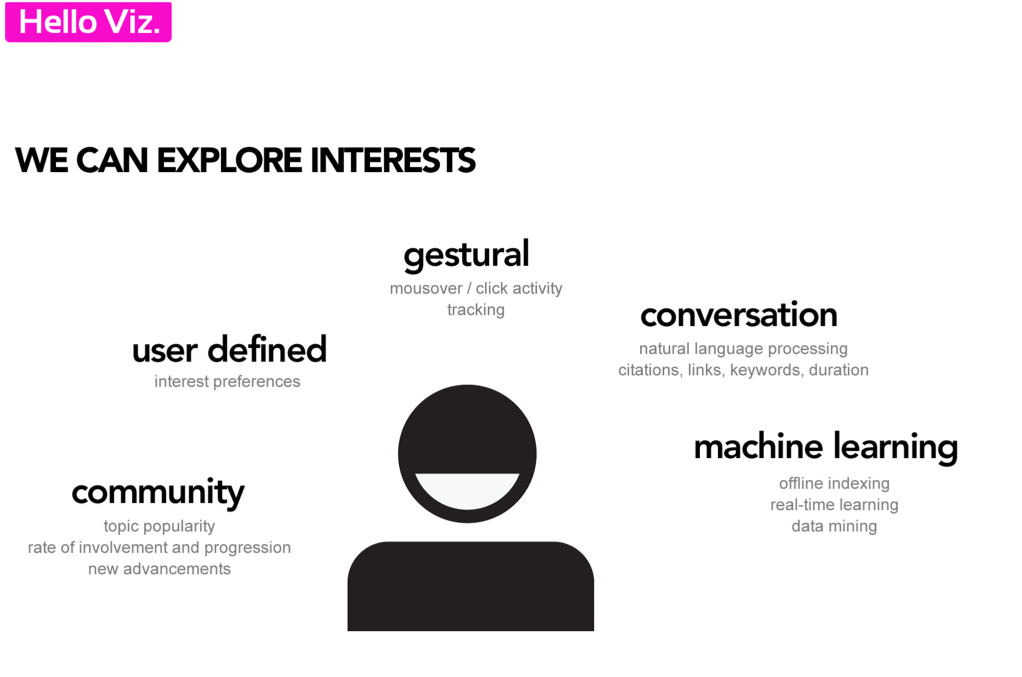 Hello Viz.
WE CAN EXPLORE INTERESTS
gestural
mousover / click activity
tracking
conversation
natural language processing
citations, links, keywords, duration
user defined
interest preferences
machine learning
offline indexing
real-time learning
data mining
community
topic popularity
rate of involvement and progression
new advancements